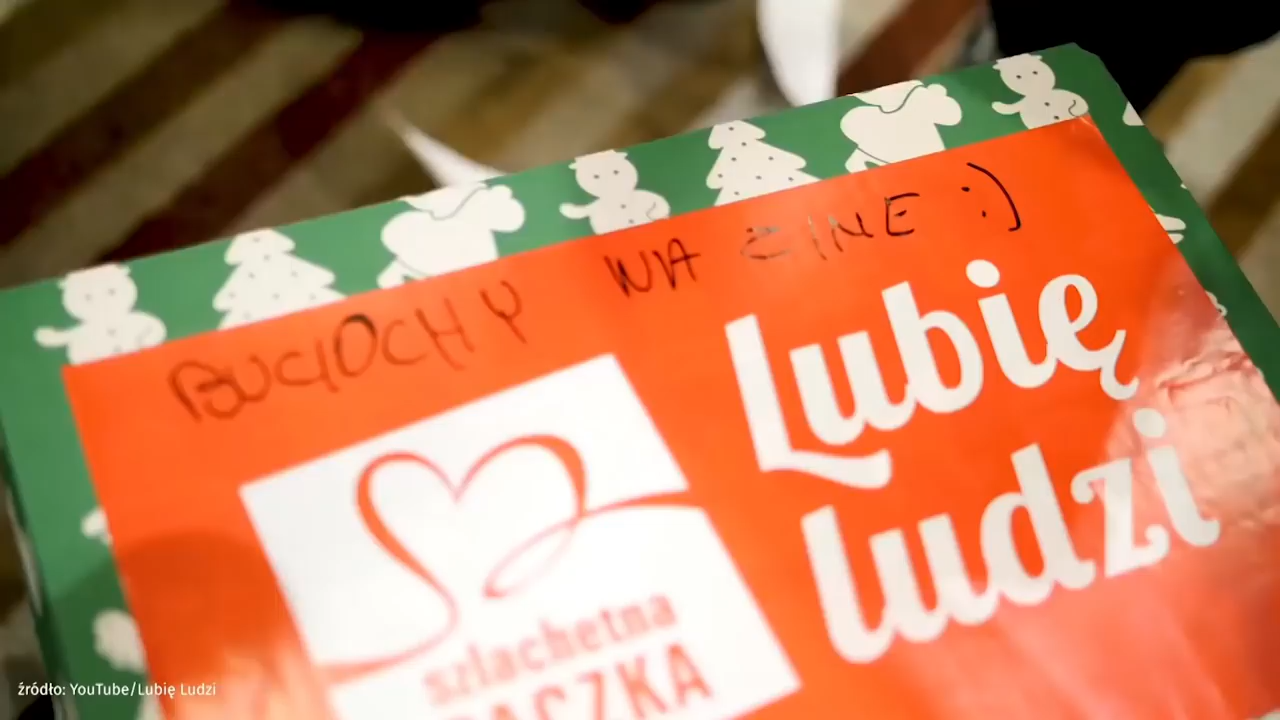 BUCIOCHY NA ZIMĘ :)
Lubię
ludzi
szlachetna
PACZKA
źródło: YouTube/Lubię Ludzi